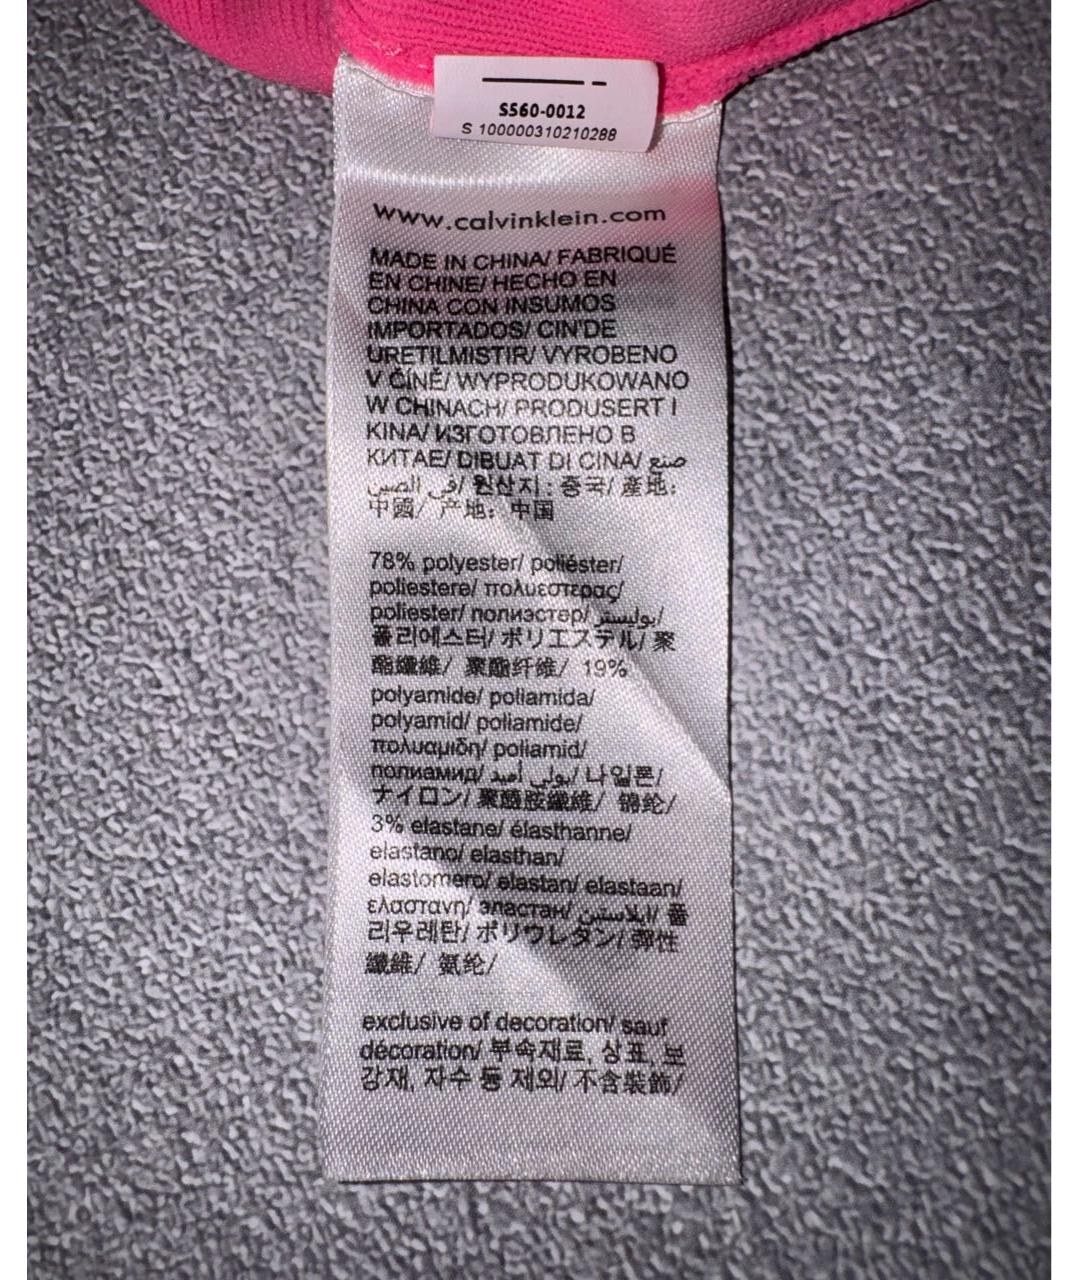 S560-0012
S 100000310210288
www.calvinklein.com
MADE IN CHINA/ FABRIQUÉ
EN CHINE/ HECHO EN
CHINA CON INSUMOS
IMPORTADOS/ CIN'DE
URETILMISTIR/ VYROBENO
V ČÍNĚ/ WYPRODUKOWANO
W CHINACH/ PRODUSERT I
KINA/ ИЗГОТОВЛЕНО В
КИТАЕ/ DIBUAT DI CINA/ صنع
في الصين/ 원산지 : 중국/ 產地:
中國/ 产地: 中国
78% polyester/ poliéster/
poliestere/ πολυεστερας/
poliester/ полиэстер/ بوليستر/
폴리에스터/ ポリエステル/ 聚
酯纖維/ 聚酯纤维/ 19%
polyamide/ poliamida/
polyamid/ poliamide/
πολυαμιδη/ poliamid/
полиамид/ بولي أميد/ 나일론/
ナイロン/ 聚醯胺纖維/ 锦纶/
3% elastane/ élasthanne/
elastano/ elasthan/
elastomero/ elastan/ elastaan/
ελαστανη/ эластан/ ايلاستين/ 폴
리우레탄/ ポリウレタン/ 彈性
纖維/ 氨纶/
exclusive of decoration/ sauf
décoration/ 부속재료, 상표, 보
강재, 자수 등 제외/ 不含裝飾/